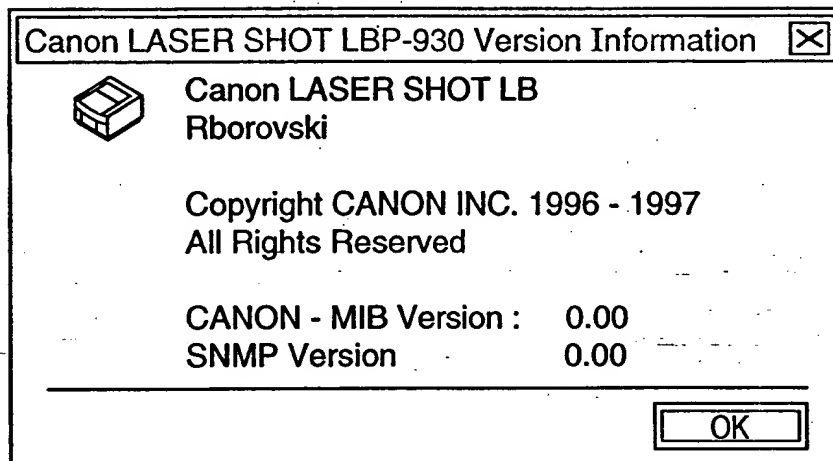 Canon LASER SHOT LBP-930 Version Information
Canon LASER SHOT LB
Rborovski
Copyright CANON INC. 1996 - 1997
All Rights Reserved
CANON - MIB Version : 0.00
SNMP Version 0.00
OK